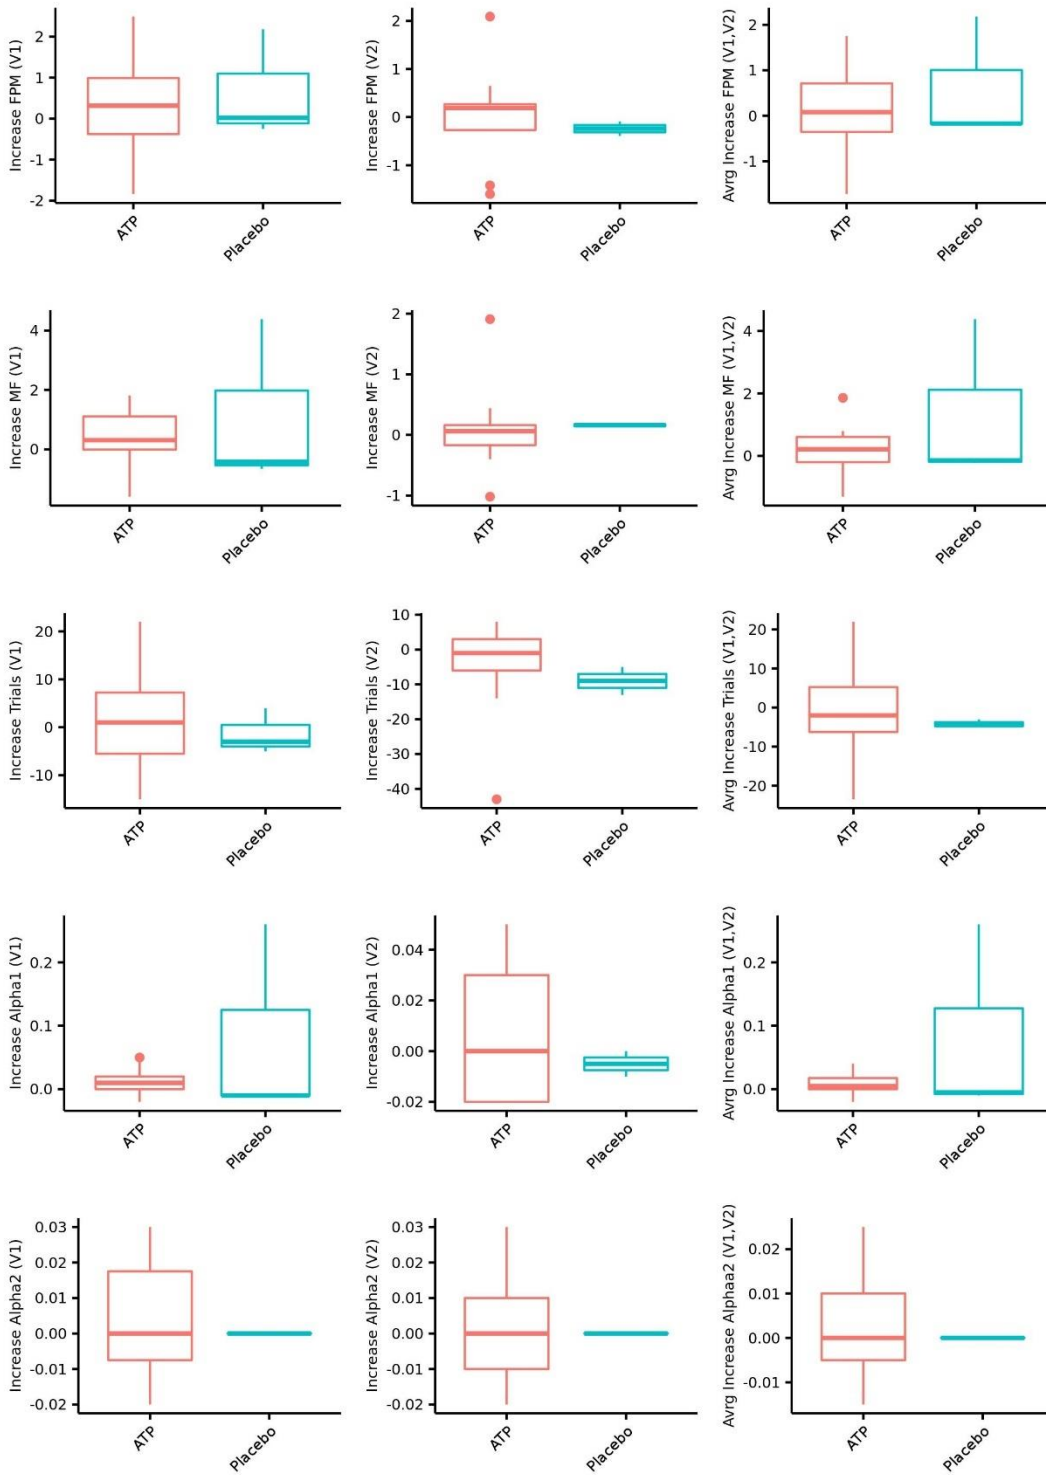 Increase FPM (V1)
2
1
0
-1
-2
ATP
Placebo
Increase FPM (V2)
2
1
0
-1
ATP
Placebo
Avrg Increase FPM (V1,V2)
2
1
0
-1
ATP
Placebo
Increase MF (V1)
4
2
0
ATP
Placebo
Increase MF (V2)
2
1
0
-1
ATP
Placebo
Avrg Increase MF (V1,V2)
4
2
0
ATP
Placebo
Increase Trials (V1)
20
10
0
-10
ATP
Placebo
Increase Trials (V2)
10
0
-10
-20
-30
-40
ATP
Placebo
Avrg Increase Trials (V1,V2)
20
10
0
-10
-20
ATP
Placebo
Increase Alpha1 (V1)
0.2
0.1
0.0
ATP
Placebo
Increase Alpha1 (V2)
0.04
0.02
0.00
-0.02
ATP
Placebo
Avrg Increase Alpha1 (V1,V2)
0.2
0.1
0.0
ATP
Placebo
Increase Alpha2 (V1)
0.03
0.02
0.01
0.00
-0.01
-0.02
ATP
Placebo
Increase Alpha2 (V2)
0.03
0.02
0.01
0.00
-0.01
-0.02
ATP
Placebo
Avrg Increase Alphaa2 (V1,V2)
0.02
0.01
0.00
-0.01
ATP
Placebo